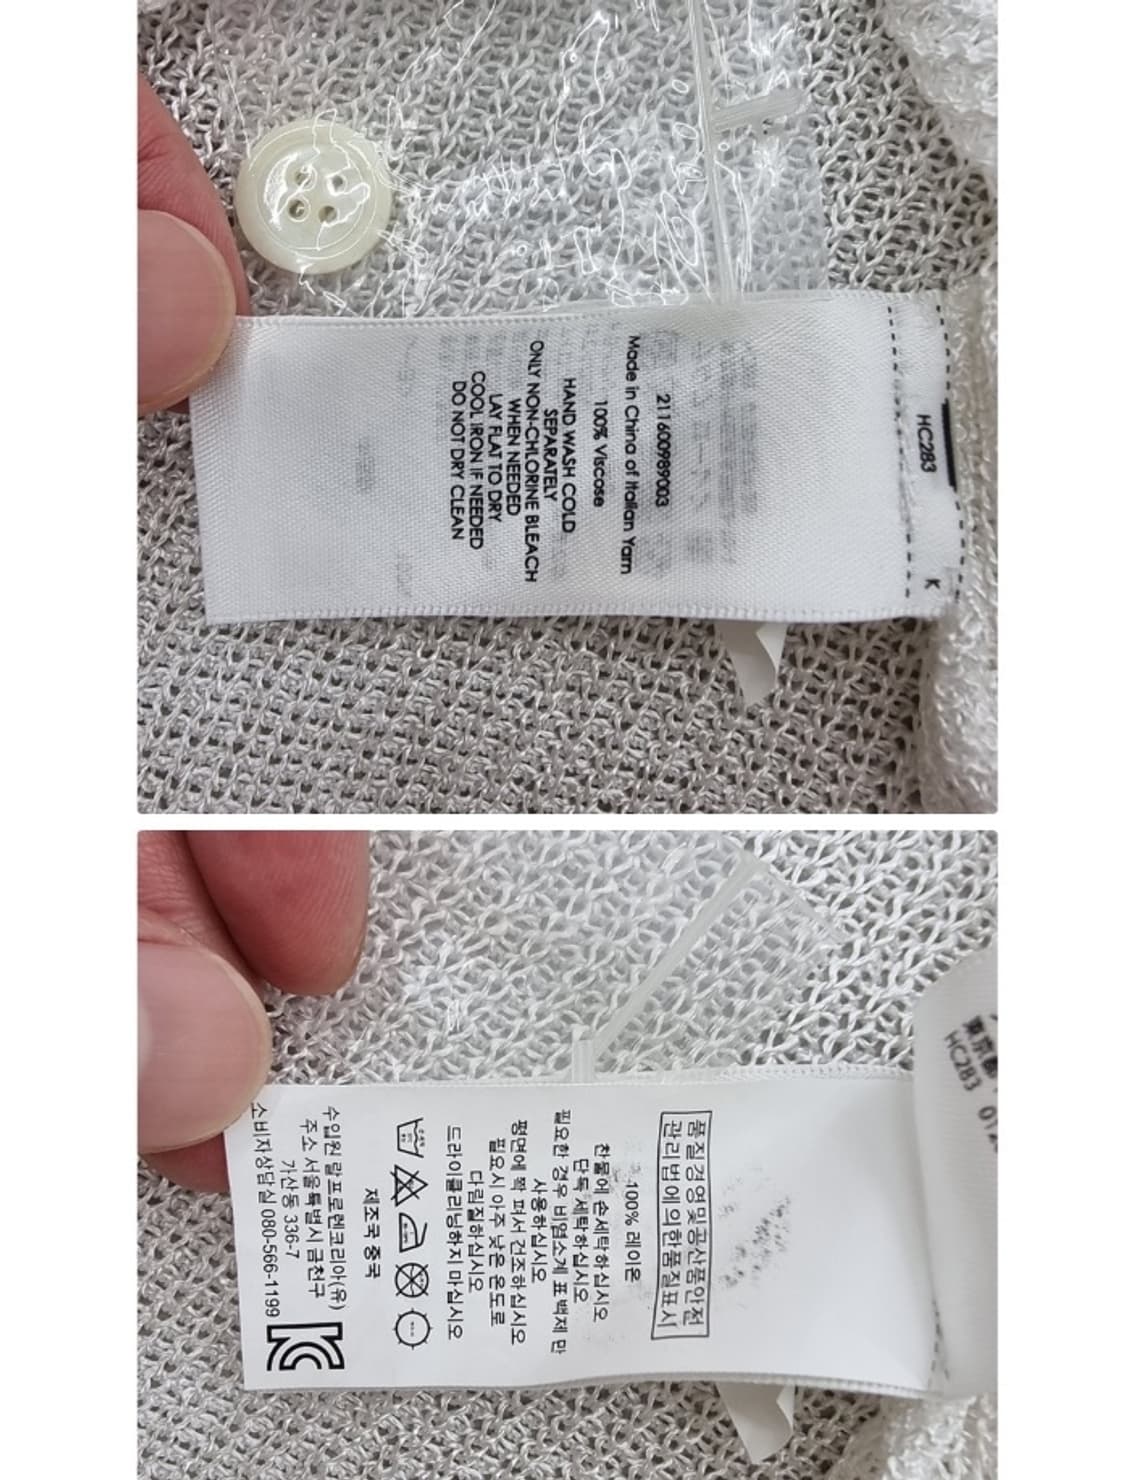 HC283
K
211600989003
Made in China of Italian Yarn
100% Viscose
HAND WASH COLD
SEPARATELY
ONLY NON-CHLORINE BLEACH
WHEN NEEDED
LAY FLAT TO DRY
COOL IRON IF NEEDED
DO NOT DRY CLEAN
HC283
품질경영및공산품안전
관리법에의한품질표시
100% 레이온
찬물에 손세탁하십시오
단독 세탁하십시오
필요한 경우 비염소계 표백제 만
사용하십시오
평면에 쫙 펴서 건조하십시오
필요시 아주 낮은 온도로
다림질하십시오
드라이클리닝하지 마십시오
제조국 중국
수입원 랄프로렌코리아(유)
주소 서울특별시 금천구
가산동 336-7
소비자상담실 080-566-1199